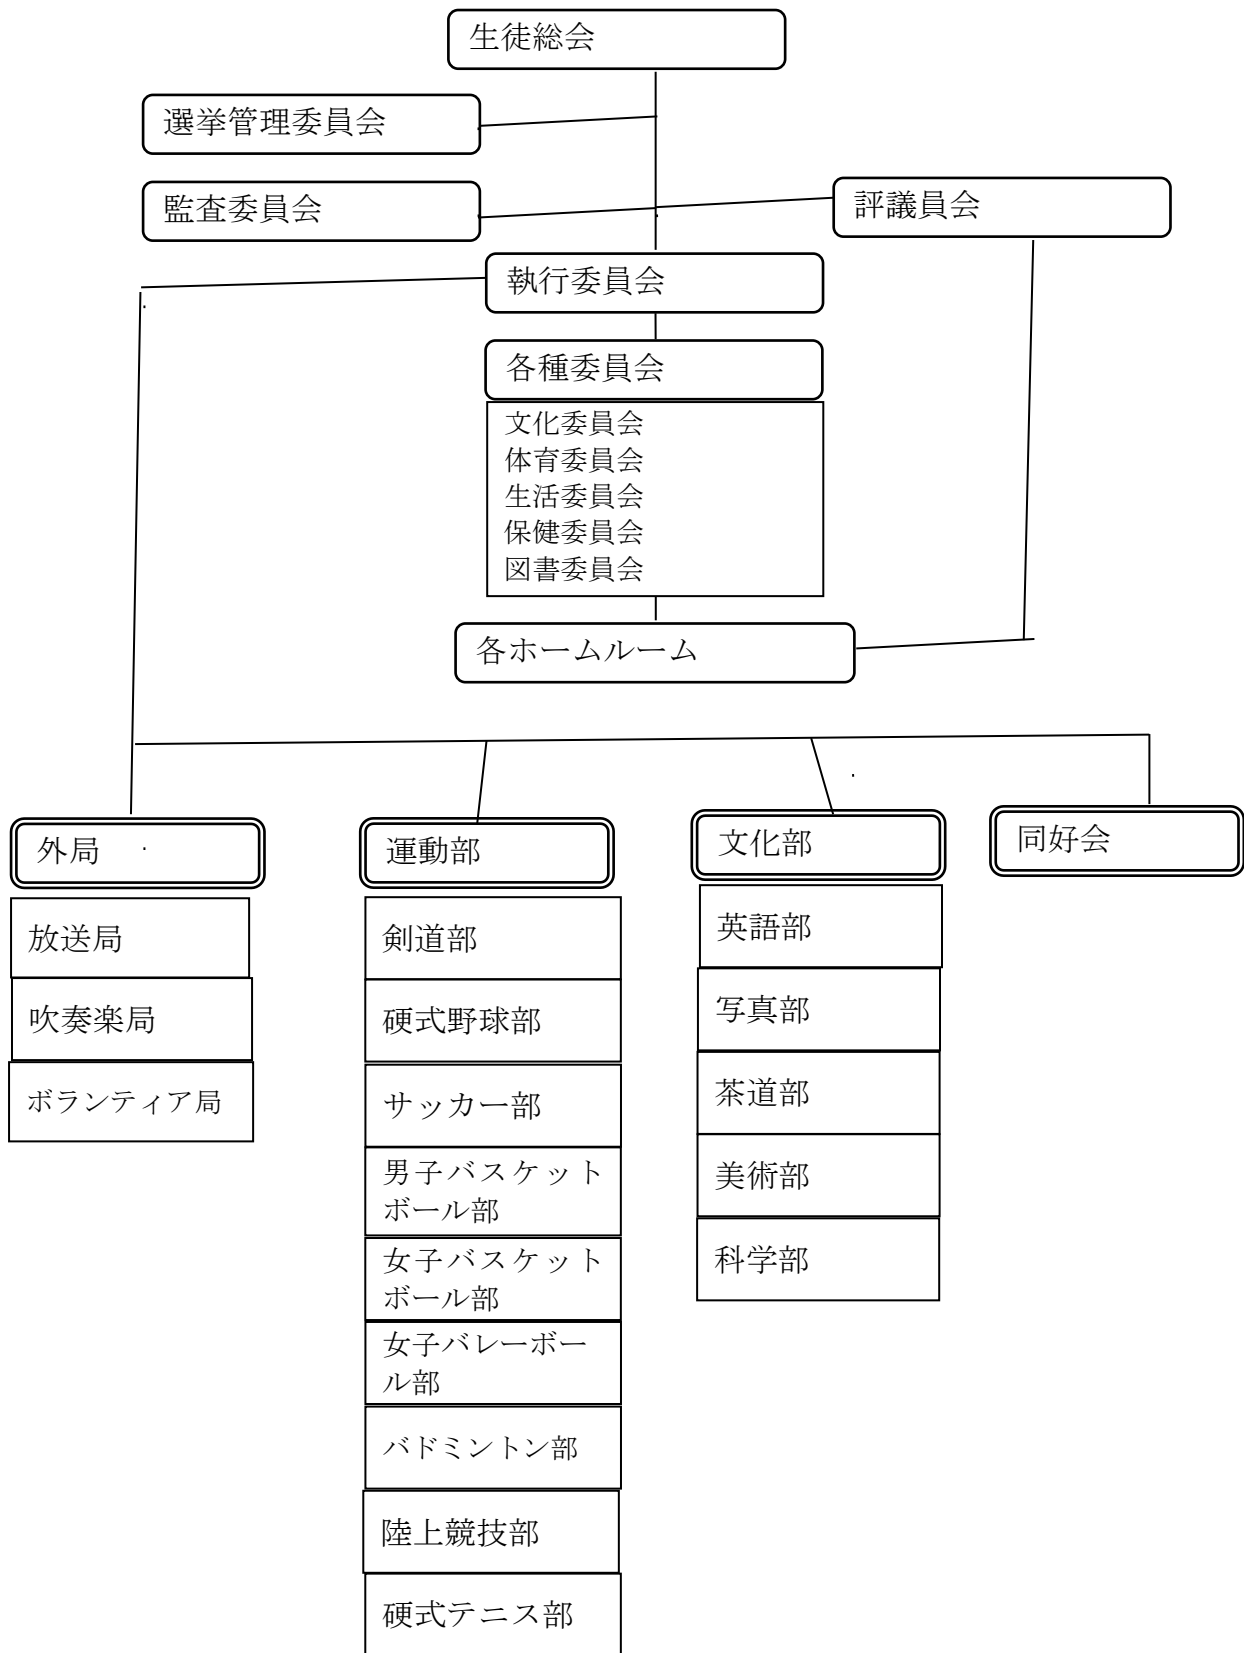 生徒総会
選挙管理委員会
監査委員会
評議員会
執行委員会
各種委員会
文化委員会
体育委員会
生活委員会
保健委員会
図書委員会
各ホームルーム
外局
放送局
吹奏楽局
ボランティア局
運動部
剣道部
硬式野球部
サッカー部
男子バスケット
ボール部
女子バスケット
ボール部
女子バレーボー
ル部
バドミントン部
陸上競技部
硬式テニス部
文化部
英語部
写真部
茶道部
美術部
科学部
同好会